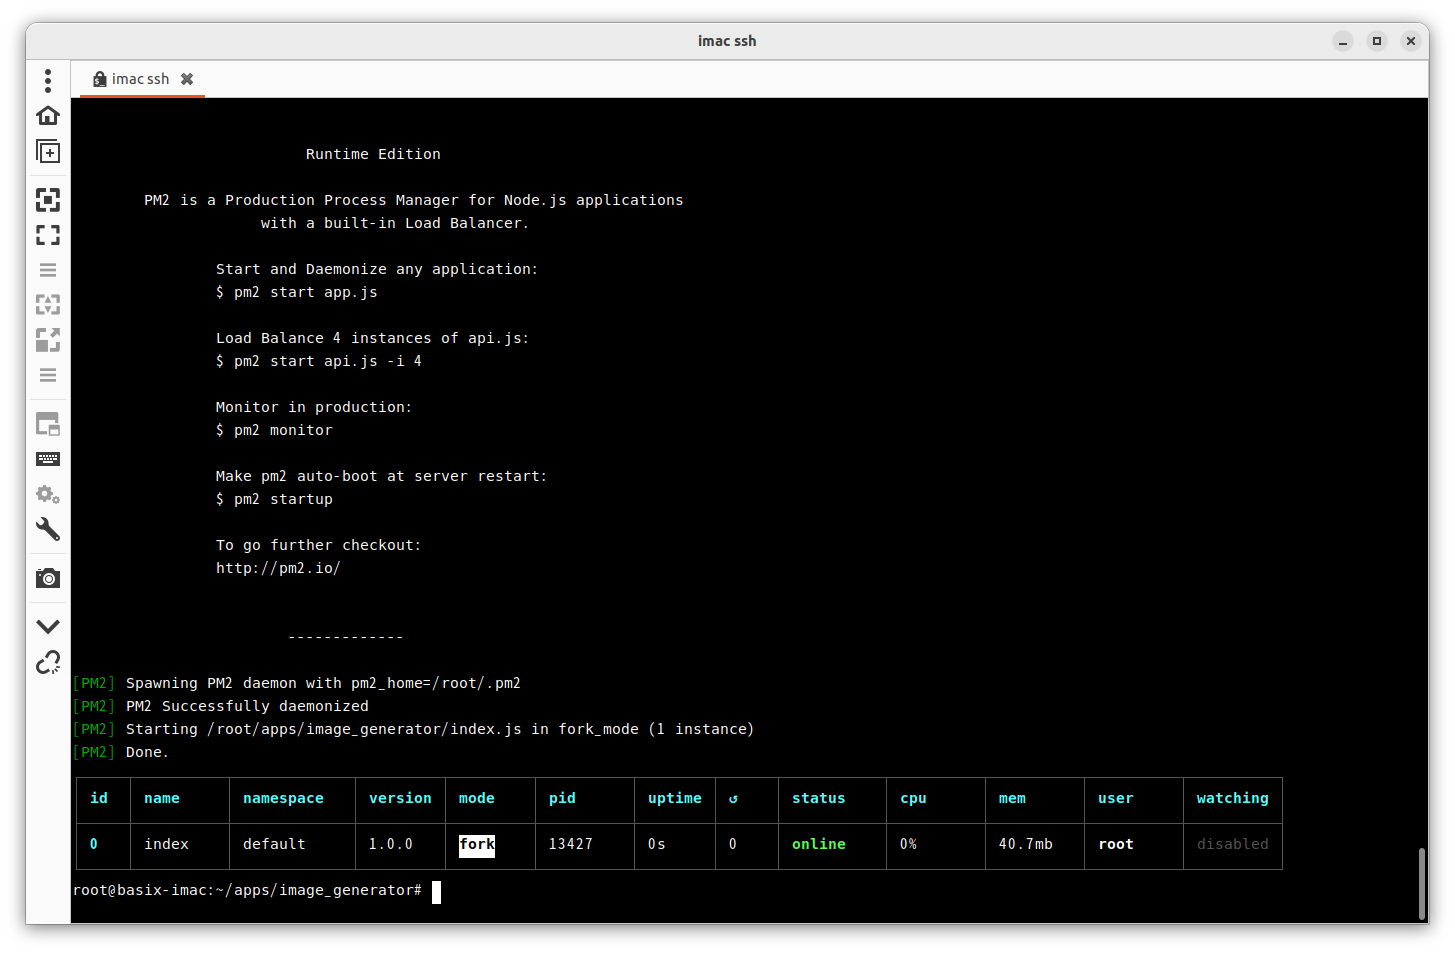 imac ssh
imac ssh
Runtime Edition
PM2 is a Production Process Manager for Node.js applications
with a built-in Load Balancer.
Start and Daemonize any application:
$ pm2 start app.js
Load Balance 4 instances of api.js:
$ pm2 start api.js -i 4
Monitor in production:
$ pm2 monitor
Make pm2 auto-boot at server restart:
$ pm2 startup
To go further checkout:
http://pm2.io/
-------------
[PM2] Spawning PM2 daemon with pm2_home=/root/.pm2
[PM2] PM2 Successfully daemonized
[PM2] Starting /root/apps/image_generator/index.js in fork_mode (1 instance)
[PM2] Done.
id name namespace version mode pid uptime ↺ status cpu mem user watching
0 index default 1.0.0 fork 13427 0s 0 online 0% 40.7mb root disabled
root@basix-imac:~/apps/image_generator#